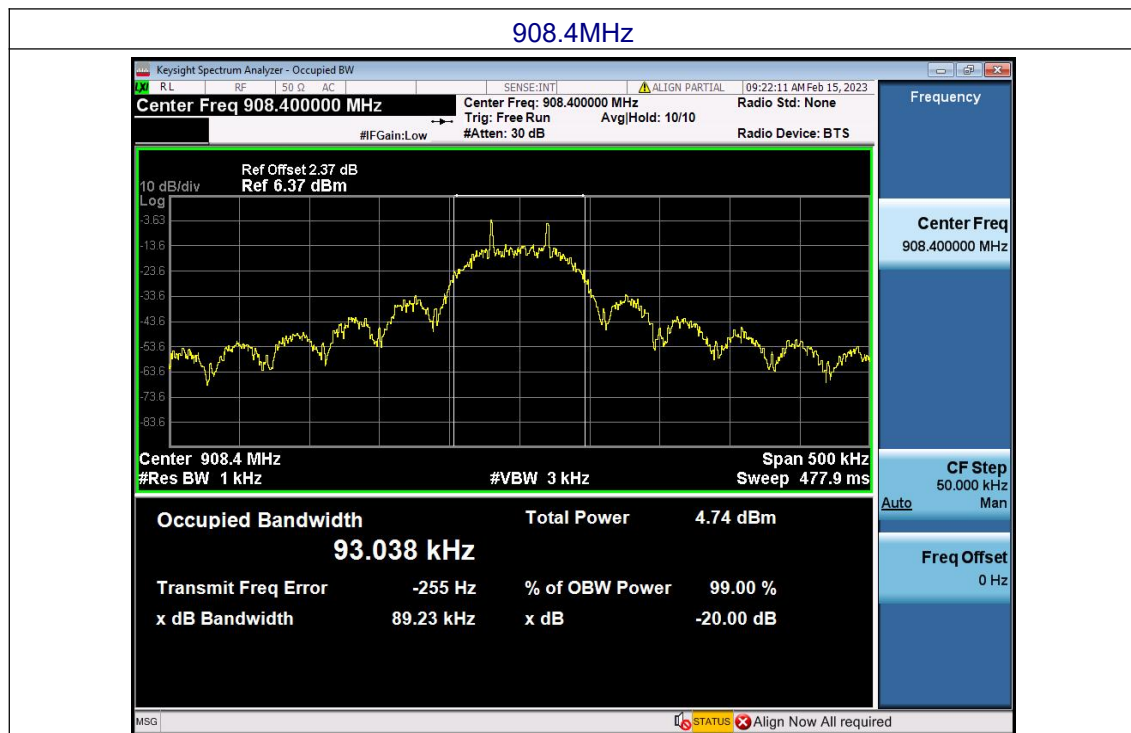 908.4MHz
Keysight Spectrum Analyzer - Occupied BW
LXI RL RF 50 Ω AC SENSE:INT ALIGN PARTIAL 09:22:11 AM Feb 15, 2023
Center Freq 908.400000 MHz
Center Freq: 908.400000 MHz
Radio Std: None
Trig: Free Run
Avg|Hold: 10/10
#IFGain:Low
#Atten: 30 dB
Radio Device: BTS
Ref Offset 2.37 dB
10 dB/div
Ref 6.37 dBm
Log
-3.63
-13.6
-23.6
-33.6
-43.6
-53.6
-63.6
-73.6
-83.6
Center 908.4 MHz
Span 500 kHz
#Res BW 1 kHz
#VBW 3 kHz
Sweep 477.9 ms
Occupied Bandwidth
Total Power
4.74 dBm
93.038 kHz
Transmit Freq Error
-255 Hz
% of OBW Power
99.00 %
x dB Bandwidth
89.23 kHz
x dB
-20.00 dB
Frequency
Center Freq
908.400000 MHz
CF Step
50.000 kHz
Auto
Man
Freq Offset
0 Hz
MSG
STATUS
Align Now All required